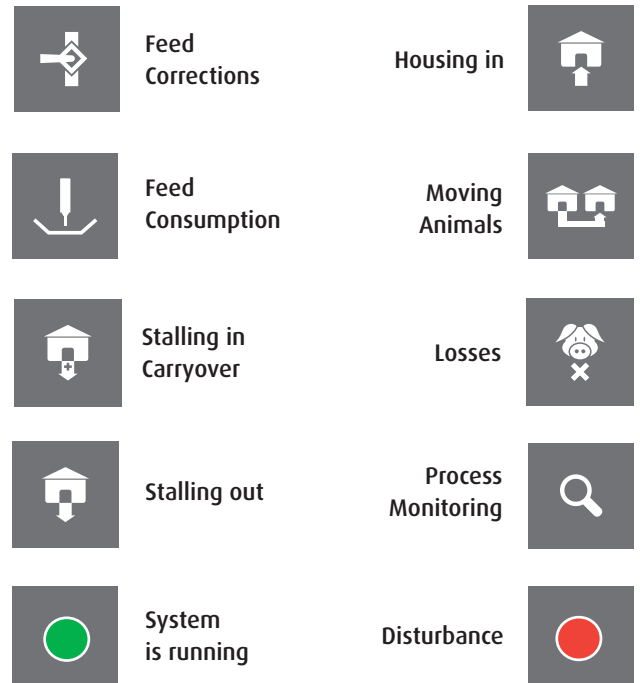 Feed
Corrections
Housing in
Feed
Consumption
Moving
Animals
Stalling in
Carryover
Losses
Stalling out
Process
Monitoring
System
is running
Disturbance